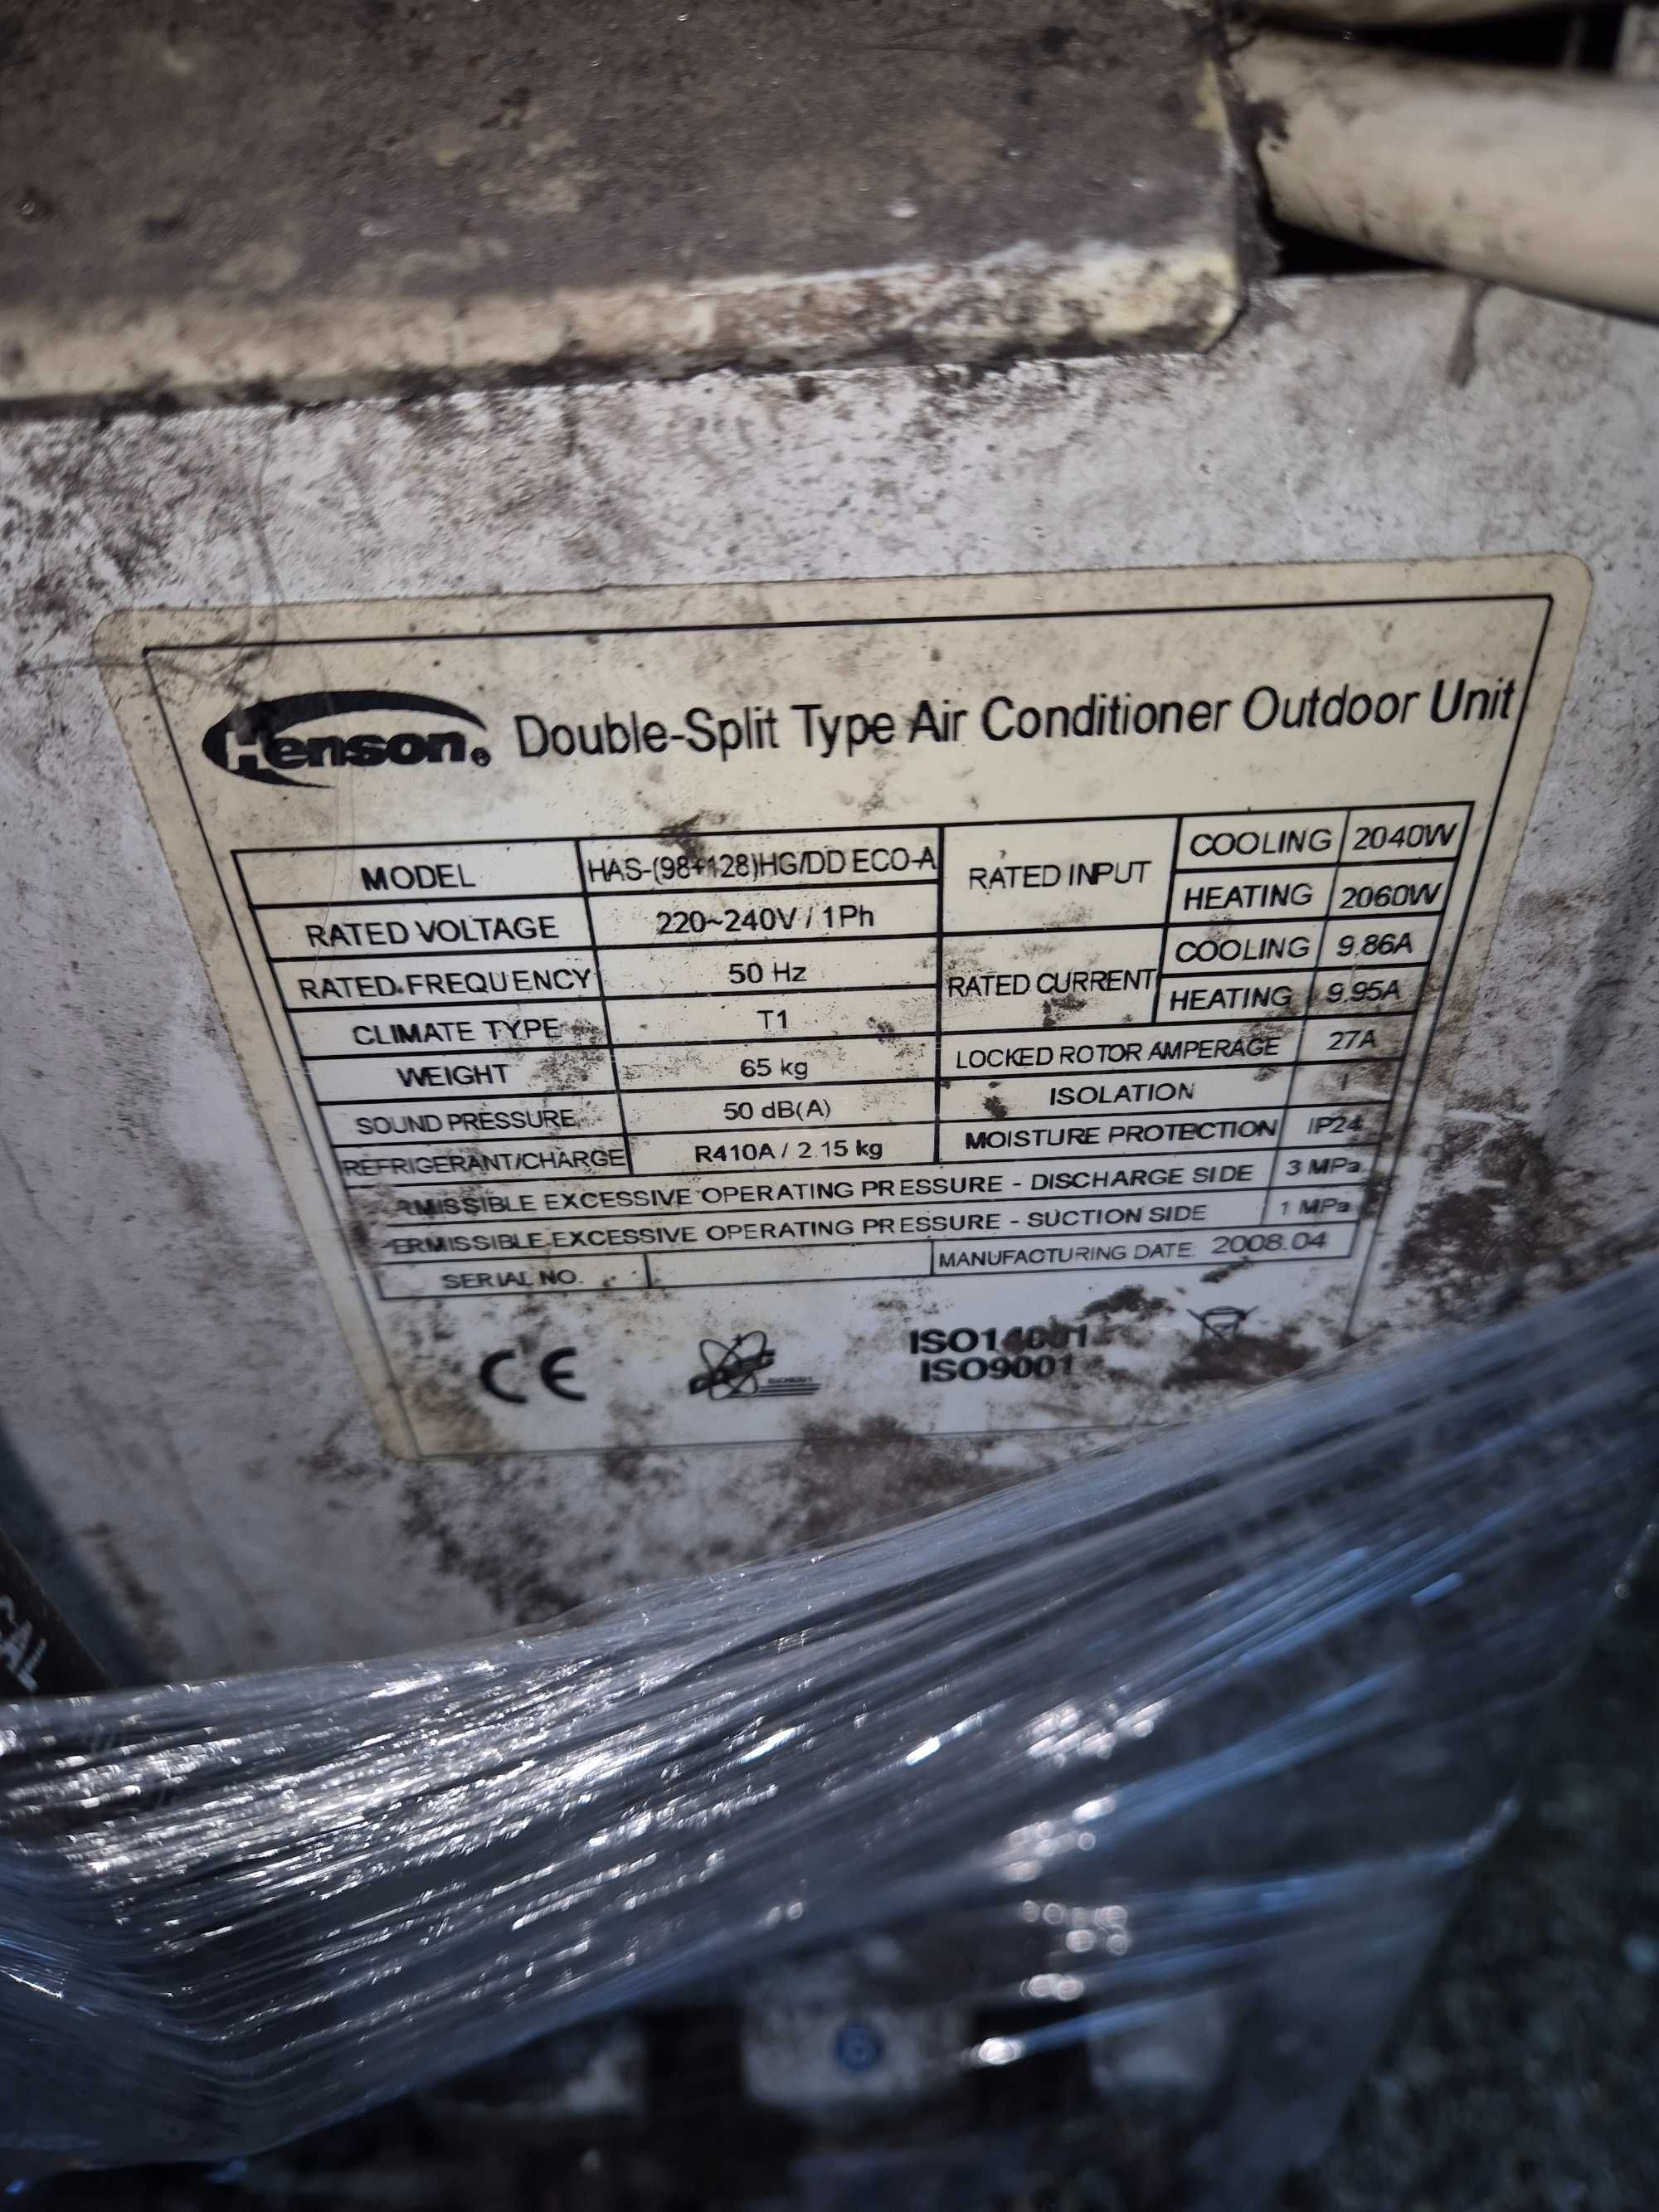 Henson® Double-Split Type Air Conditioner Outdoor Unit
MODEL HAS-(98+128)HG/DD ECO-A
RATED VOLTAGE 220~240V / 1Ph
RATED FREQUENCY 50 Hz
CLIMATE TYPE T1
WEIGHT 65 kg
SOUND PRESSURE 50 dB(A)
REFRIGERANT/CHARGE R410A / 2.15 kg
RATED INPUT
COOLING 2040W
HEATING 2060W
RATED CURRENT
COOLING 9.86A
HEATING 9.95A
LOCKED ROTOR AMPERAGE 27A
ISOLATION I
MOISTURE PROTECTION IP24
RMISSIBLE EXCESSIVE OPERATING PRESSURE - DISCHARGE SIDE 3 MPa
ERMISSIBLE EXCESSIVE OPERATING PRESSURE - SUCTION SIDE 1 MPa
SERIAL NO. MANUFACTURING DATE: 2008.04
CE
ISO9001
ISO14001
ISO9001
CAL